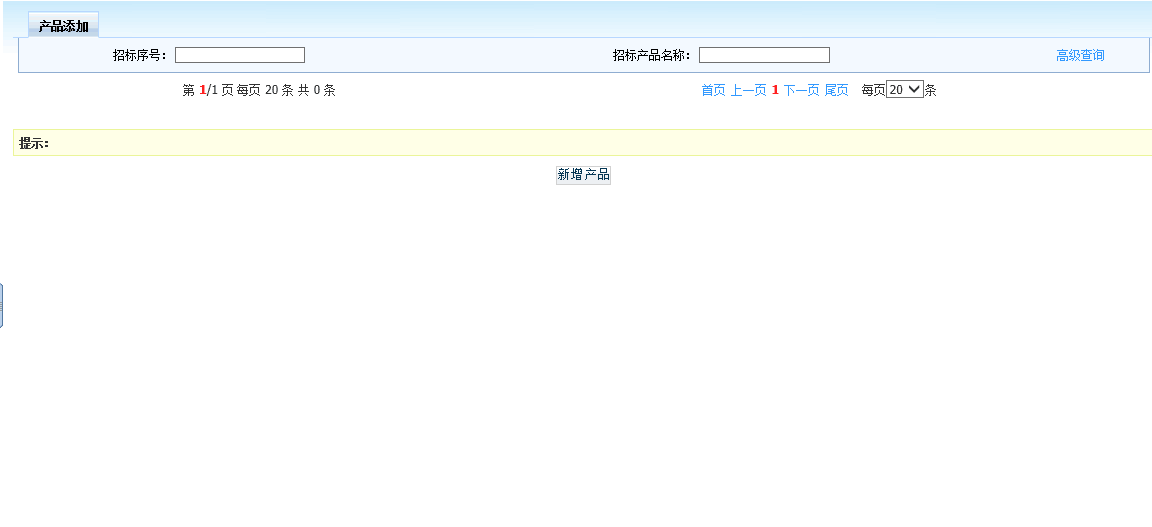 产品添加
招标序号: 招标产品名称: 高级查询
第 1/1 页 每页 20 条 共 0 条 首页 上一页 1 下一页 尾页 每页 20 条
提示:
新增产品